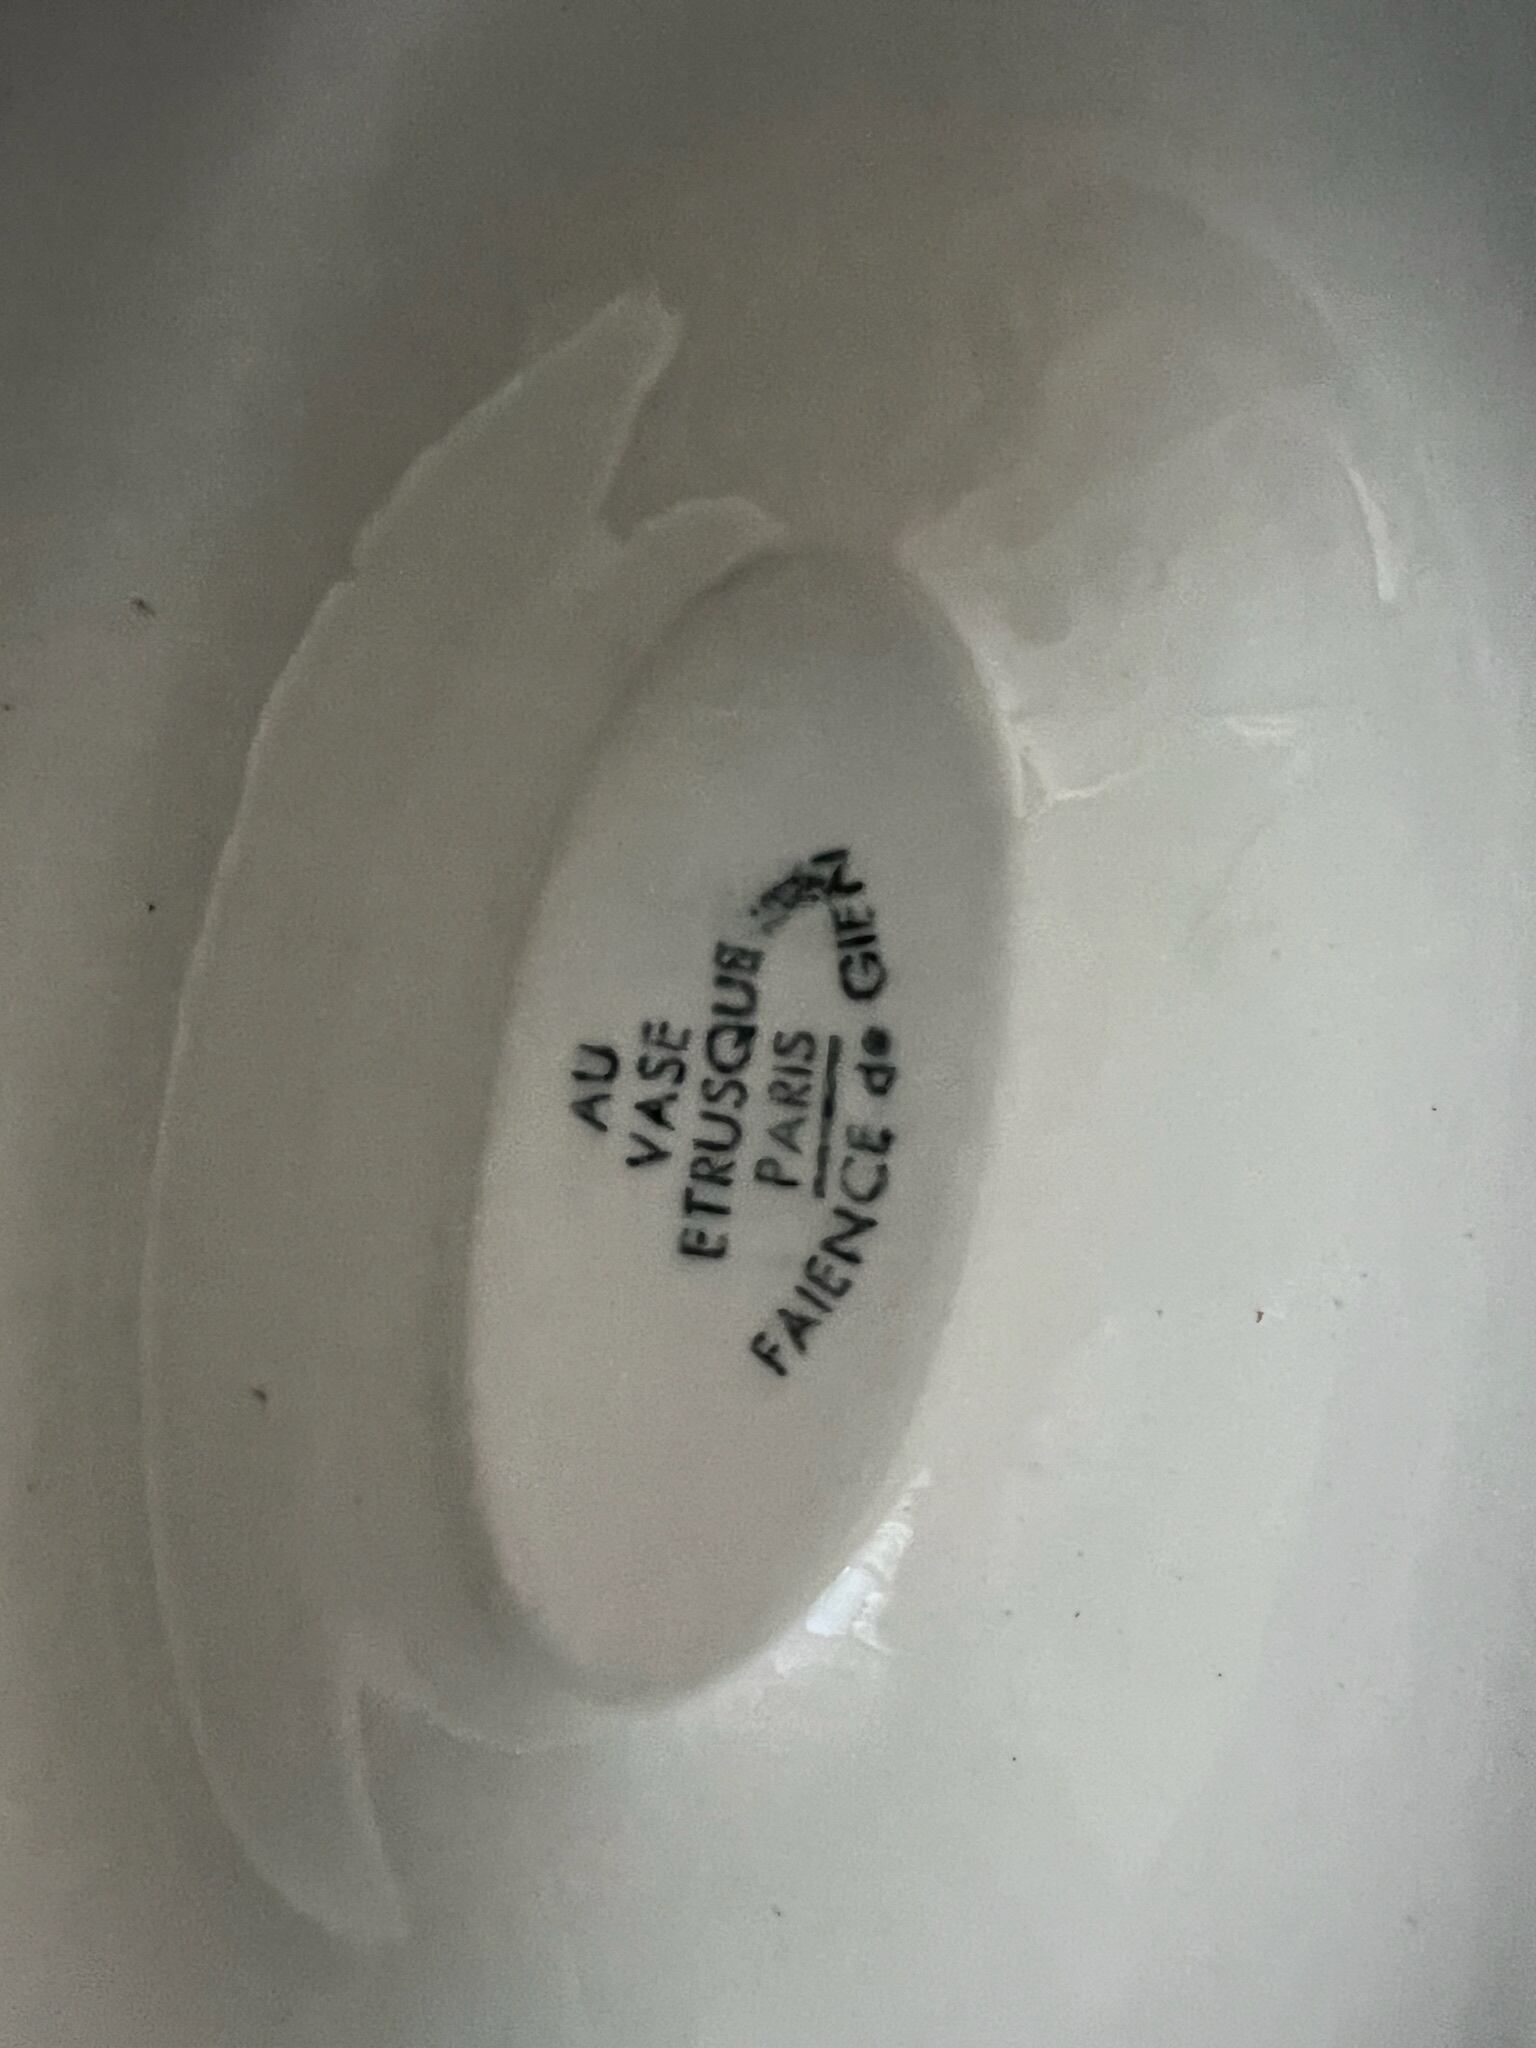 AU
VASE
ETRUSQUE
PARIS
FAIENCE de GIEN